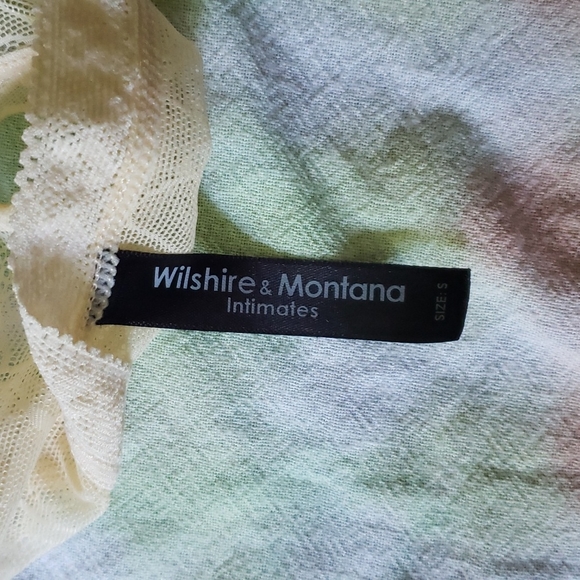 Wilshire & Montana
Intimates
SIZE: S